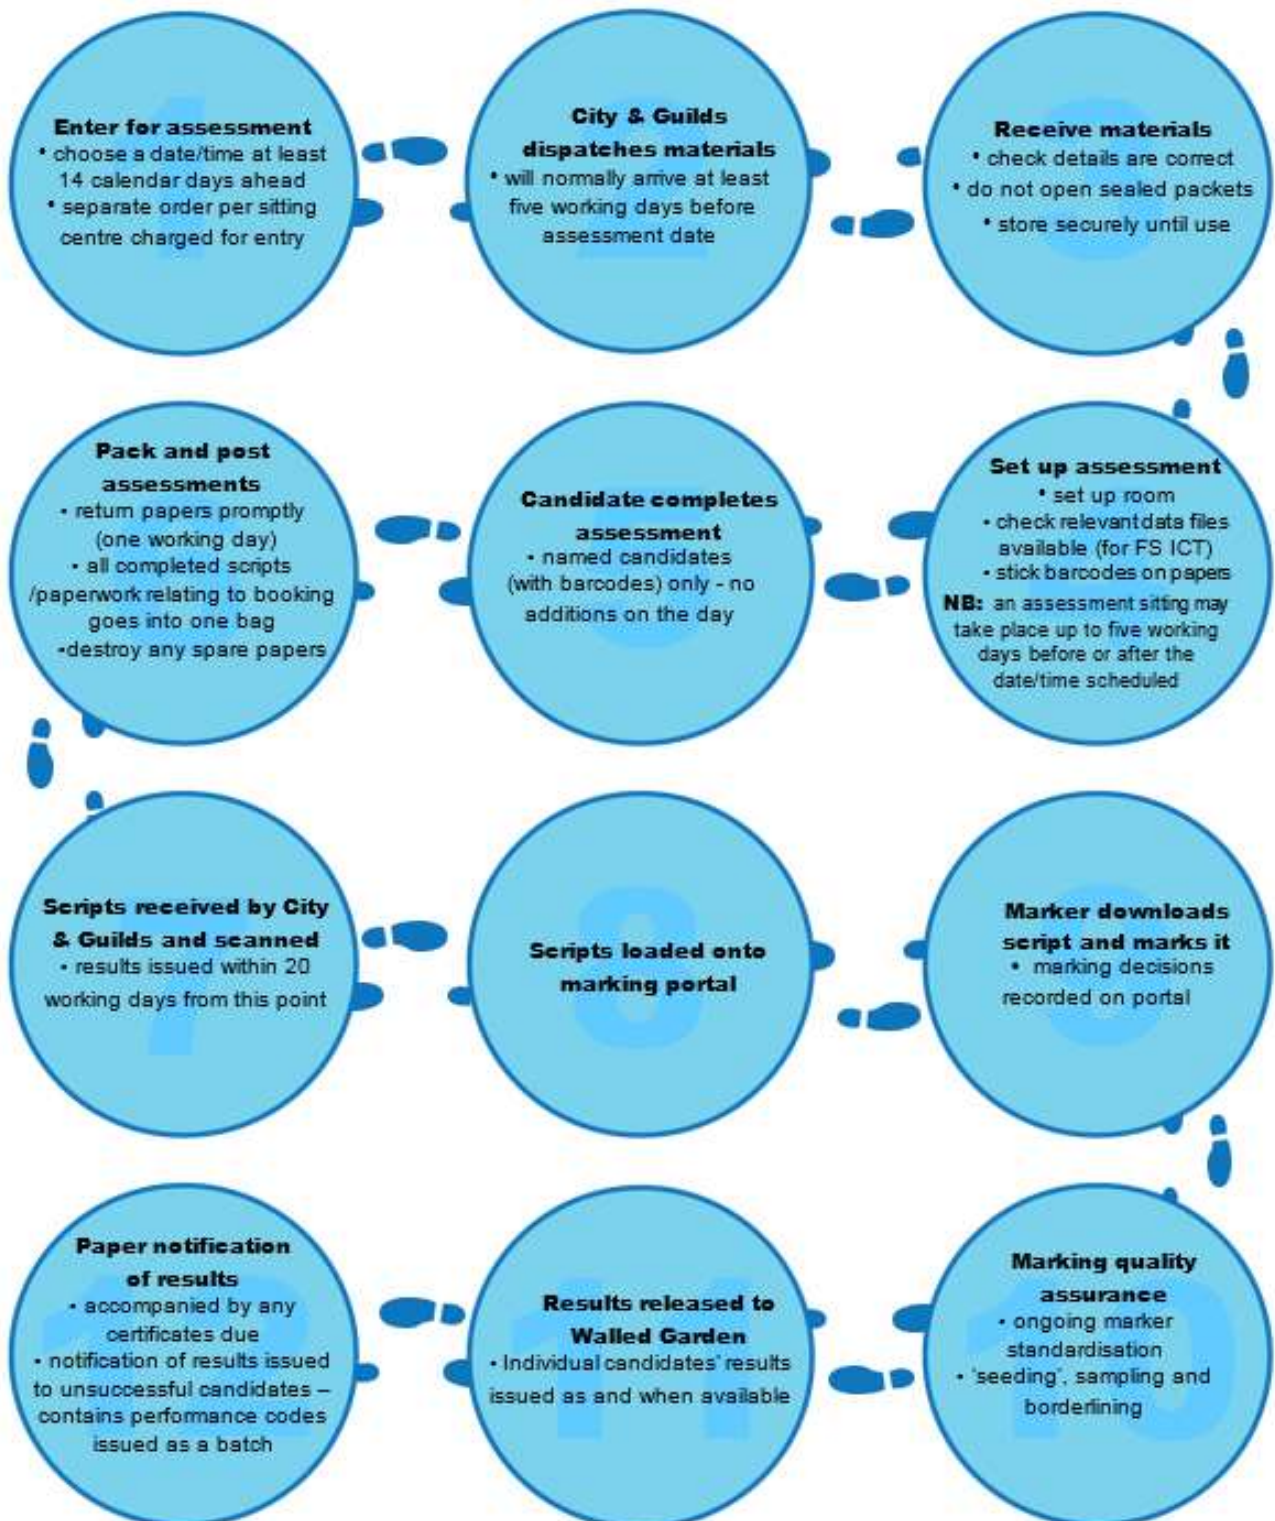 1
Enter for assessment
• choose a date/time at least
14 calendar days ahead
• separate order per sitting
centre charged for entry
2
City & Guilds
dispatches materials
• will normally arrive at least
five working days before
assessment date
3
Receive materials
• check details are correct
• do not open sealed packets
• store securely until use
Set up assessment
• set up room
• check relevant data files
available (for FS ICT)
• stick barcodes on papers
NB: an assessment sitting may
take place up to five working
days before or after the
date/time scheduled
5
Candidate completes
assessment
• named candidates
(with barcodes) only - no
additions on the day
Pack and post
assessments
• return papers promptly
(one working day)
• all completed scripts
/paperwork relating to booking
goes into one bag
•destroy any spare papers
7
Scripts received by City
& Guilds and scanned
• results issued within 20
working days from this point
8
Scripts loaded onto
marking portal
9
Marker downloads
script and marks it
• marking decisions
recorded on portal
10
Marking quality
assurance
• ongoing marker
standardisation
• 'seeding', sampling and
borderlining
11
Results released to
Walled Garden
• Individual candidates' results
issued as and when available
12
Paper notification
of results
• accompanied by any
certificates due
• notification of results issued
to unsuccessful candidates –
contains performance codes
issued as a batch